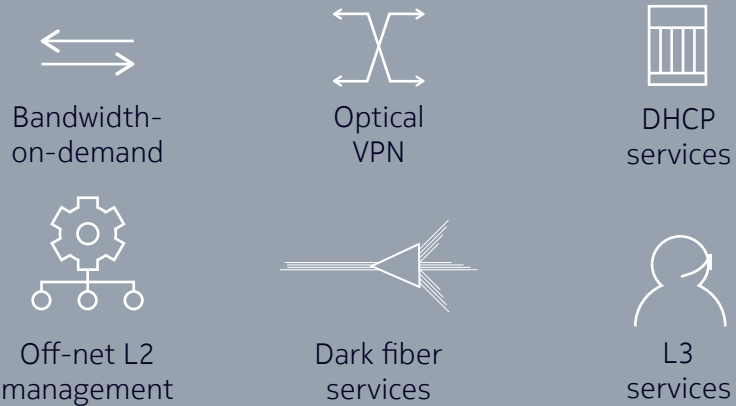 Bandwidth-
on-demand
Optical
VPN
DHCP
services
Off-net L2
management
Dark fiber
services
L3
services